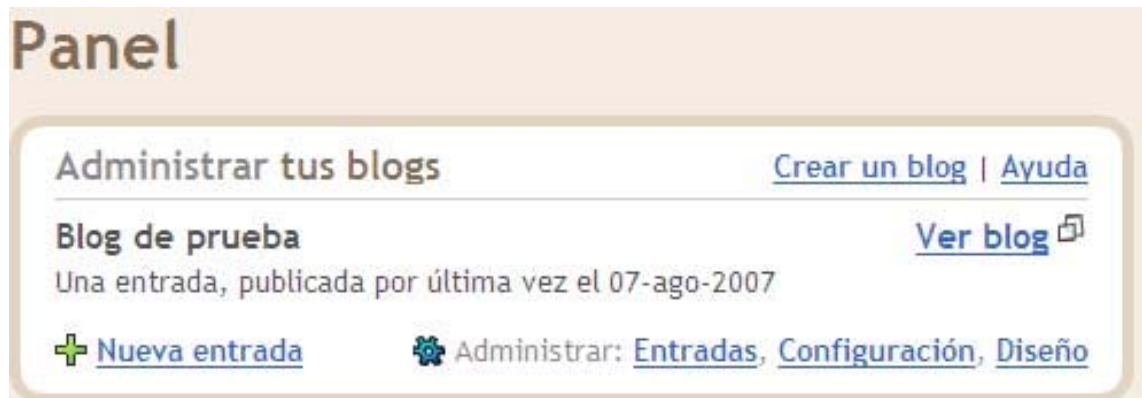 Panel
Administrar tus blogs Crear un blog | Ayuda
Blog de prueba Ver blog
Una entrada, publicada por última vez el 07-ago-2007
Nueva entrada Administrar: Entradas, Configuración, Diseño